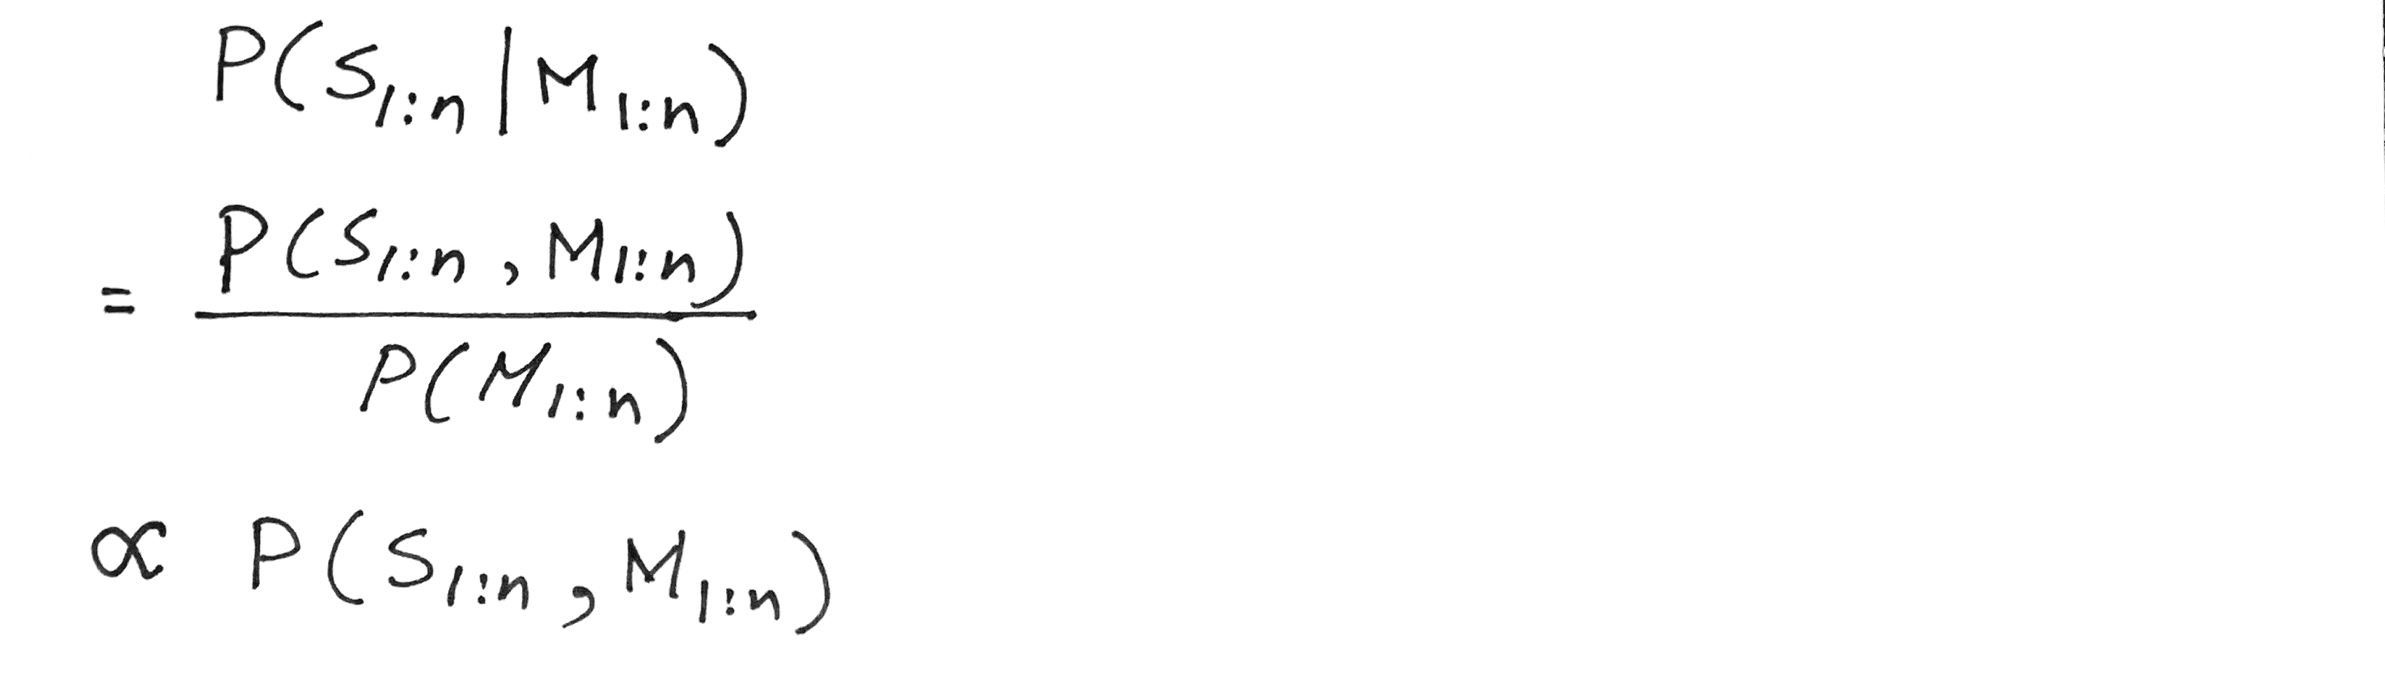 P(S₁:ₙ | M₁:ₙ)
= P(S₁:ₙ , M₁:ₙ)
P(M₁:ₙ)
∝ P(S₁:ₙ , M₁:ₙ)